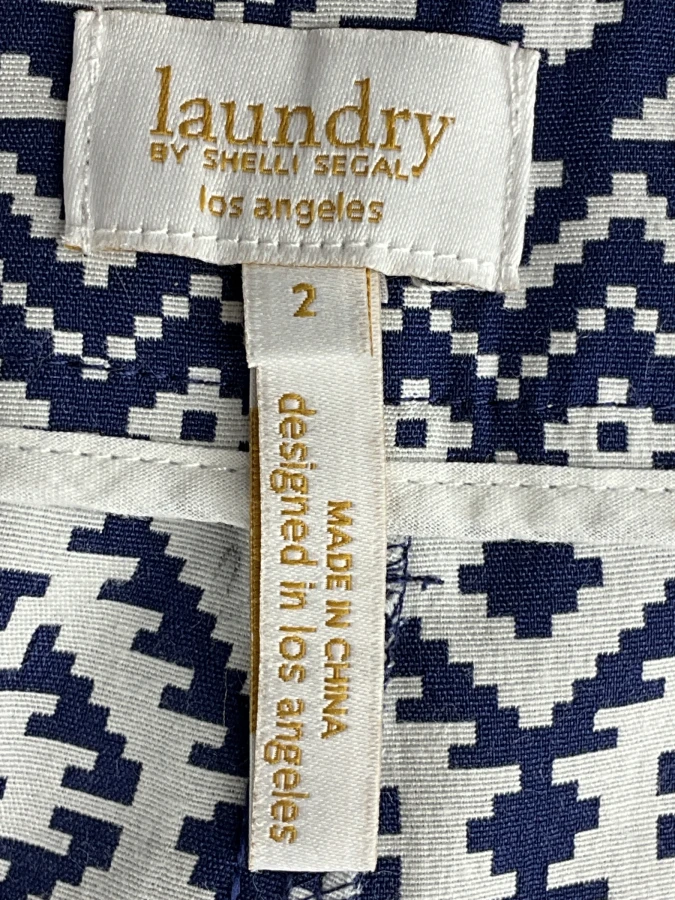 laundry
BY SHELLI SEGAL
los angeles
2
MADE IN CHINA
designed in los angeles